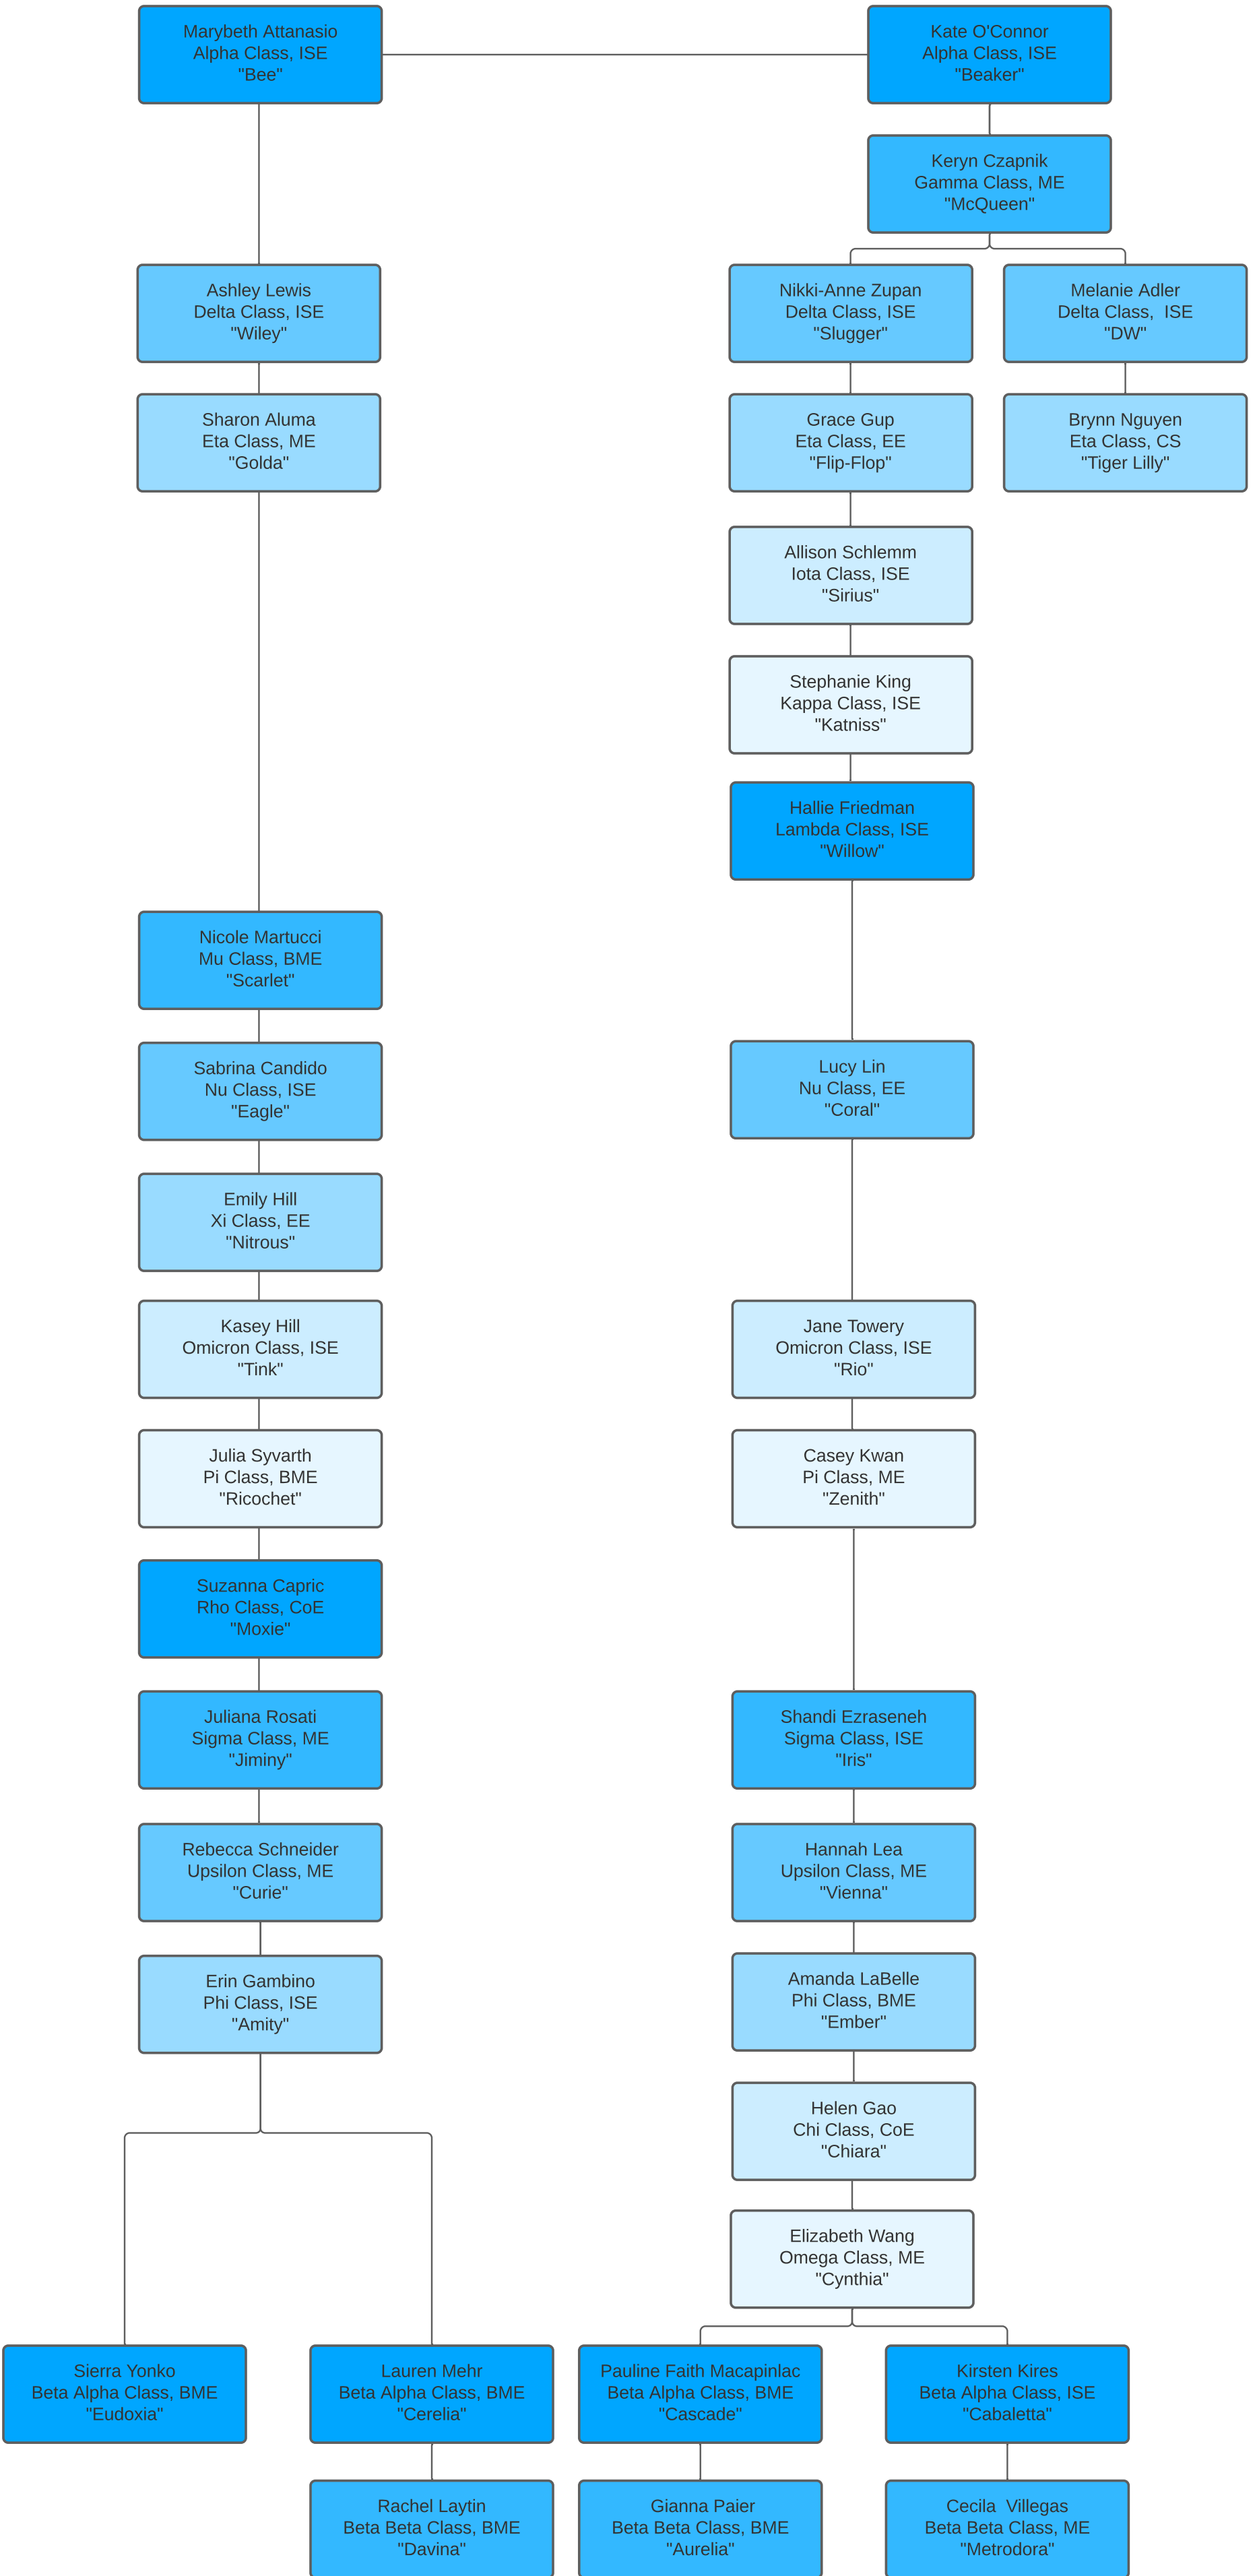 Marybeth Attanasio
Alpha Class, ISE
"Bee"
Kate O'Connor
Alpha Class, ISE
"Beaker"
Keryn Czapnik
Gamma Class, ME
"McQueen"
Ashley Lewis
Delta Class, ISE
"Wiley"
Nikki-Anne Zupan
Delta Class, ISE
"Slugger"
Melanie Adler
Delta Class,  ISE
"DW"
Sharon Aluma
Eta Class, ME
"Golda"
Grace Gup
Eta Class, EE
"Flip-Flop"
Brynn Nguyen
Eta Class, CS
"Tiger Lilly"
Allison Schlemm
Iota Class, ISE
"Sirius"
Stephanie King
Kappa Class, ISE
"Katniss"
Hallie Friedman
Lambda Class, ISE
"Willow"
Nicole Martucci
Mu Class, BME
"Scarlet"
Sabrina Candido
Nu Class, ISE
"Eagle"
Lucy Lin
Nu Class, EE
"Coral"
Emily Hill
Xi Class, EE
"Nitrous"
Kasey Hill
Omicron Class, ISE
"Tink"
Jane Towery
Omicron Class, ISE
"Rio"
Julia Syvarth
Pi Class, BME
"Ricochet"
Casey Kwan
Pi Class, ME
"Zenith"
Suzanna Capric
Rho Class, CoE
"Moxie"
Juliana Rosati
Sigma Class, ME
"Jiminy"
Shandi Ezraseneh
Sigma Class, ISE
"Iris"
Rebecca Schneider
Upsilon Class, ME
"Curie"
Hannah Lea
Upsilon Class, ME
"Vienna"
Erin Gambino
Phi Class, ISE
"Amity"
Amanda LaBelle
Phi Class, BME
"Ember"
Helen Gao
Chi Class, CoE
"Chiara"
Elizabeth Wang
Omega Class, ME
"Cynthia"
Sierra Yonko
Beta Alpha Class, BME
"Eudoxia"
Lauren Mehr
Beta Alpha Class, BME
"Cerelia"
Pauline Faith Macapinlac
Beta Alpha Class, BME
"Cascade"
Kirsten Kires
Beta Alpha Class, ISE
"Cabaletta"
Rachel Laytin
Beta Beta Class, BME
"Davina"
Gianna Paier
Beta Beta Class, BME
"Aurelia"
Cecila  Villegas
Beta Beta Class, ME
"Metrodora"